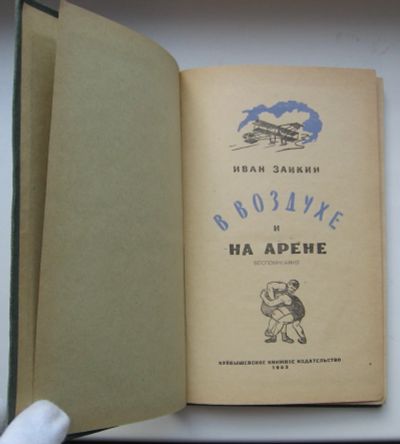 ИВАН ЗАИКИН
В ВОЗДУХЕ
И
НА АРЕНЕ
ВОСПОМИНАНИЯ
КУЙБЫШЕВСКОЕ КНИЖНОЕ ИЗДАТЕЛЬСТВО